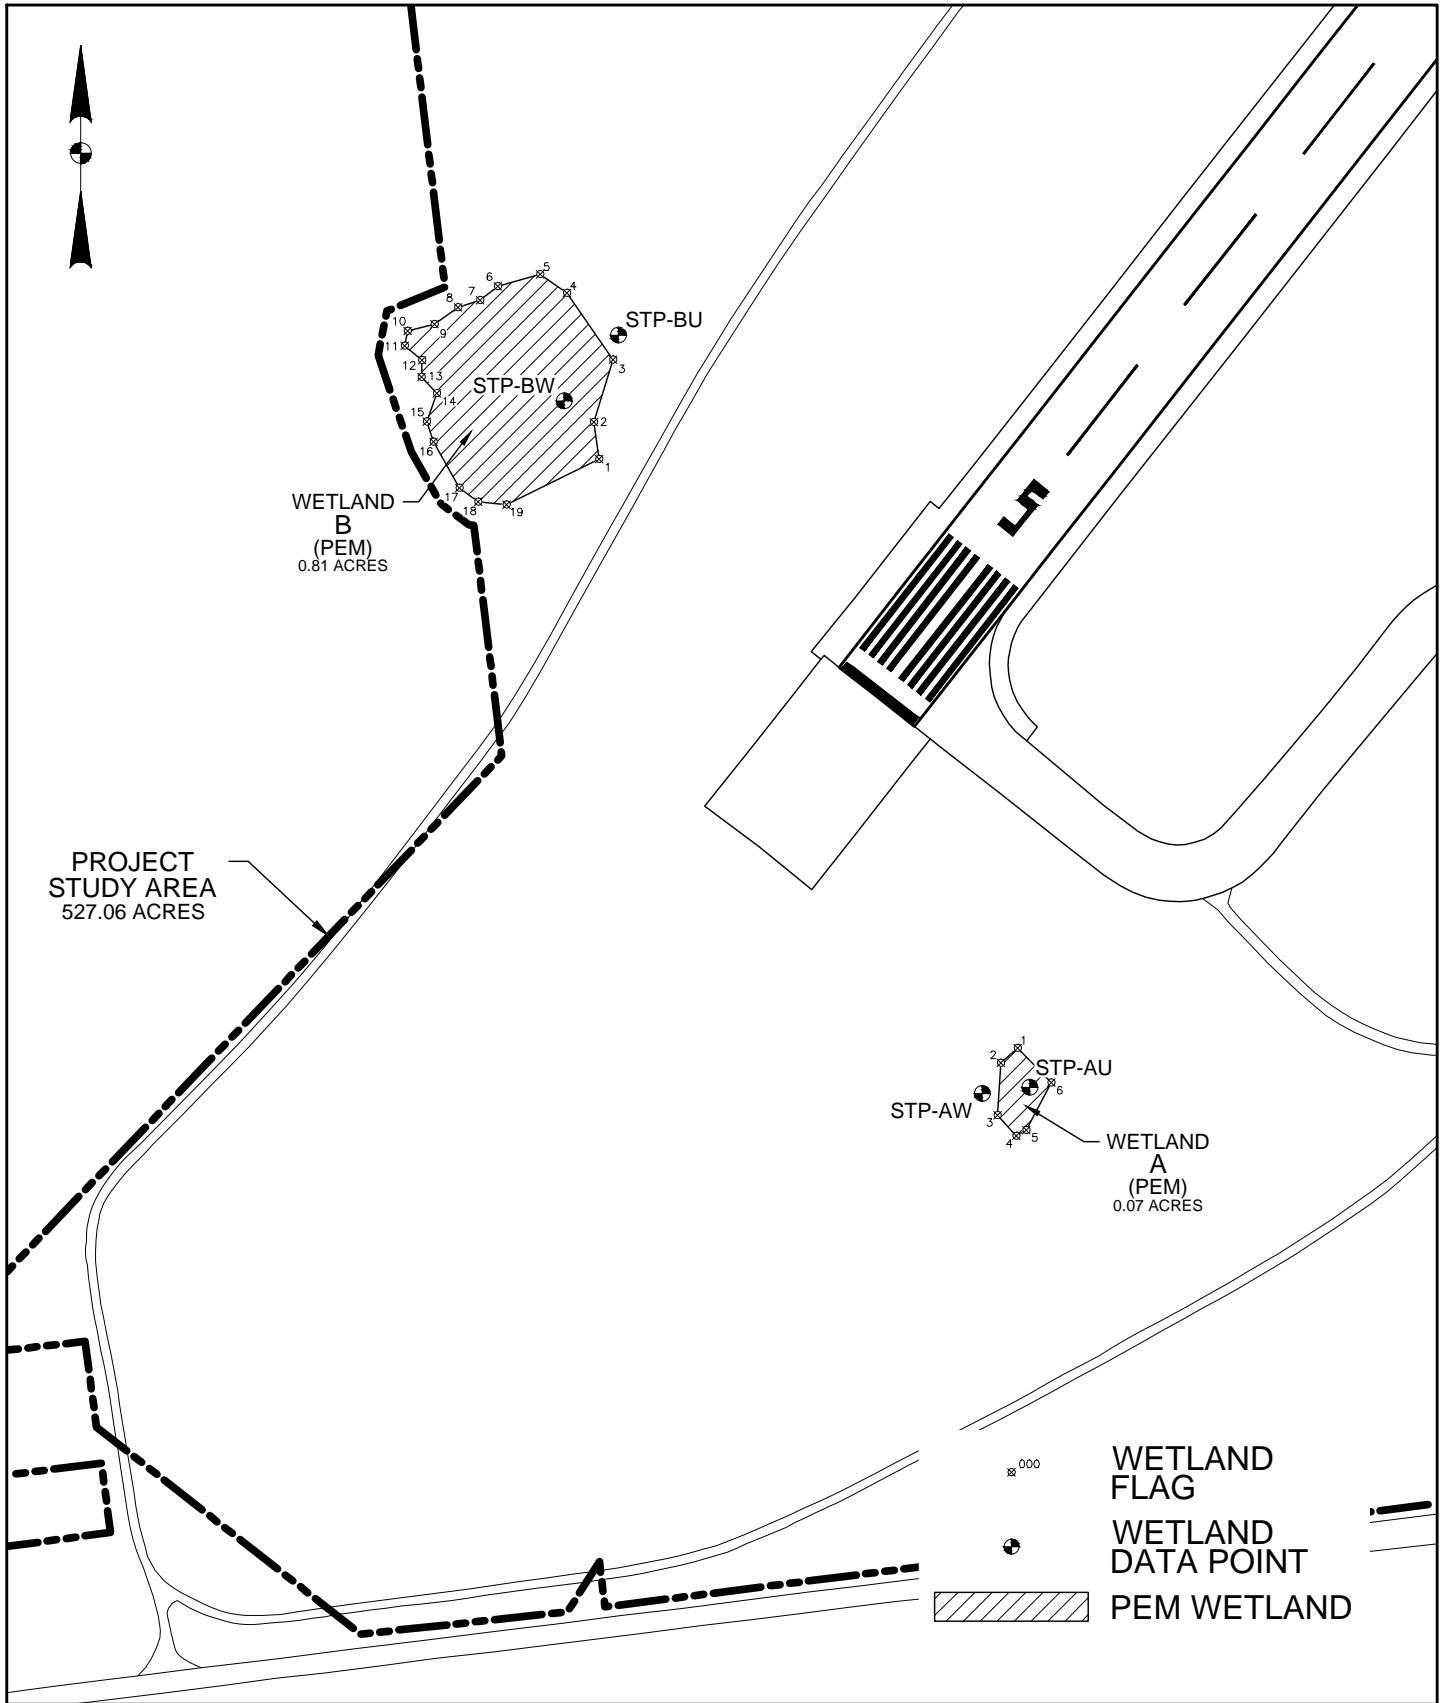 5
6
4
7
8
STP-BU
10
9
11
3
12
13
STP-BW
14
15
2
16
1
17
WETLAND
B
(PEM)
0.81 ACRES
18
19
5
PROJECT
STUDY AREA
527.06 ACRES
1
2
STP-AU
6
STP-AW
3
5
4
WETLAND
A
(PEM)
0.07 ACRES
000
WETLAND
FLAG
WETLAND
DATA POINT
PEM WETLAND